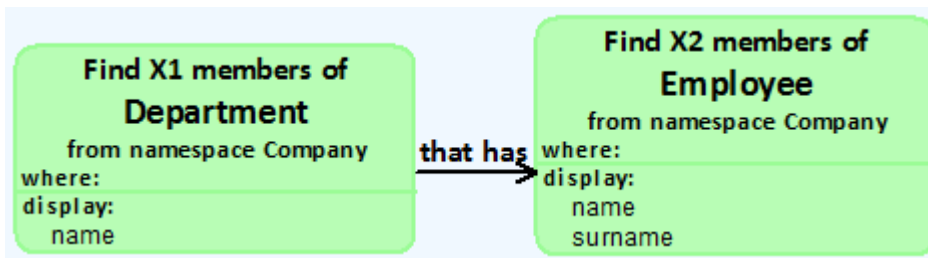 Find X1 members of
Department
from namespace Company
where:
display:
name
that has
Find X2 members of
Employee
from namespace Company
where:
display:
name
surname